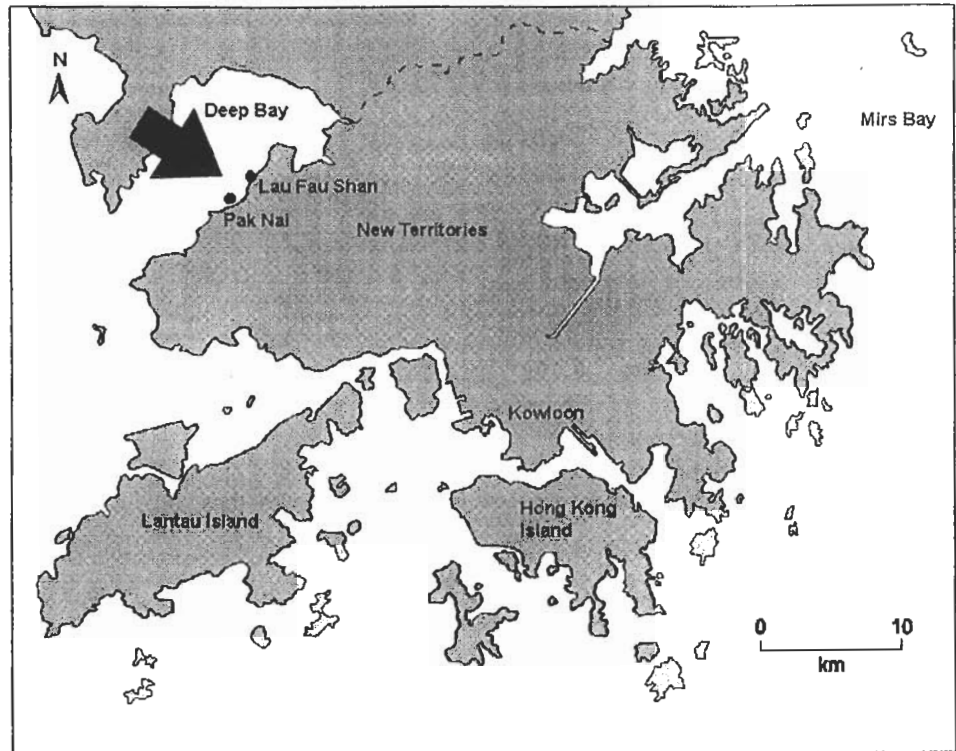 N
Deep Bay
Mirs Bay
Lau Fau Shan
Pak Nai
New Territories
Kowloon
Hong Kong
Island
Lantau Island
0 10
km